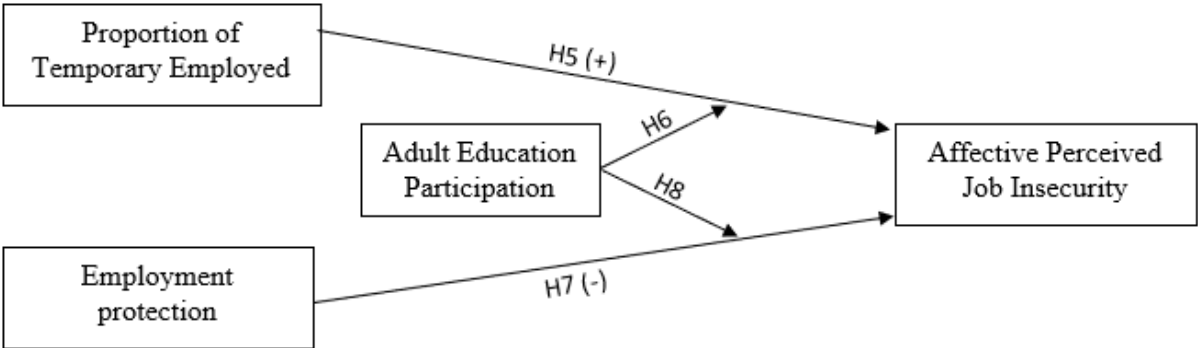 Proportion of
Temporary Employed
H5 (+)
H6
Adult Education
Participation
H8
Affective Perceived
Job Insecurity
Employment
protection
H7 (-)